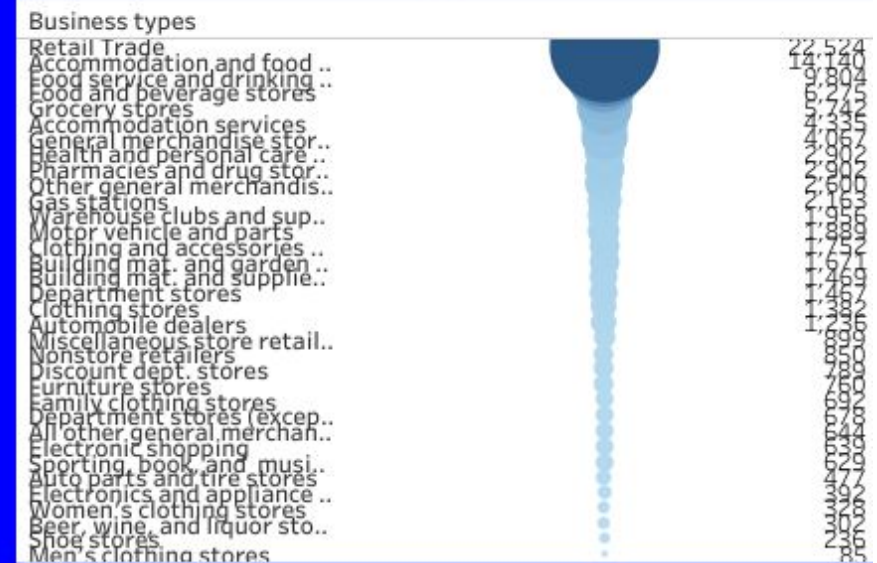 Business types
Retail Trade 22,524
Accommodation and food .. 14,140
Food service and drinking .. 9,804
Food and beverage stores 6,275
Grocery stores 5,742
Accommodation services 4,335
General merchandise stor.. 4,067
Health and personal care .. 2,902
Pharmacies and drug stor.. 2,902
Other general merchandis.. 2,600
Gas stations 2,163
Warehouse clubs and sup.. 1,956
Motor vehicle and parts 1,889
Clothing and accessories .. 1,752
Building mat. and garden .. 1,671
Building mat. and supplie.. 1,469
Department stores 1,467
Clothing stores 1,382
Automobile dealers 1,236
Miscellaneous store retail.. 899
Nonstore retailers 850
Discount dept. stores 789
Furniture stores 760
Family clothing stores 692
Department stores (excep.. 678
All other general merchan.. 644
Electronic shopping 639
Sporting, book, and musi.. 629
Auto parts and tire stores 477
Electronics and appliance .. 392
Women's clothing stores 328
Beer, wine, and liquor sto.. 302
Shoe stores 236
Men's clothing stores 85